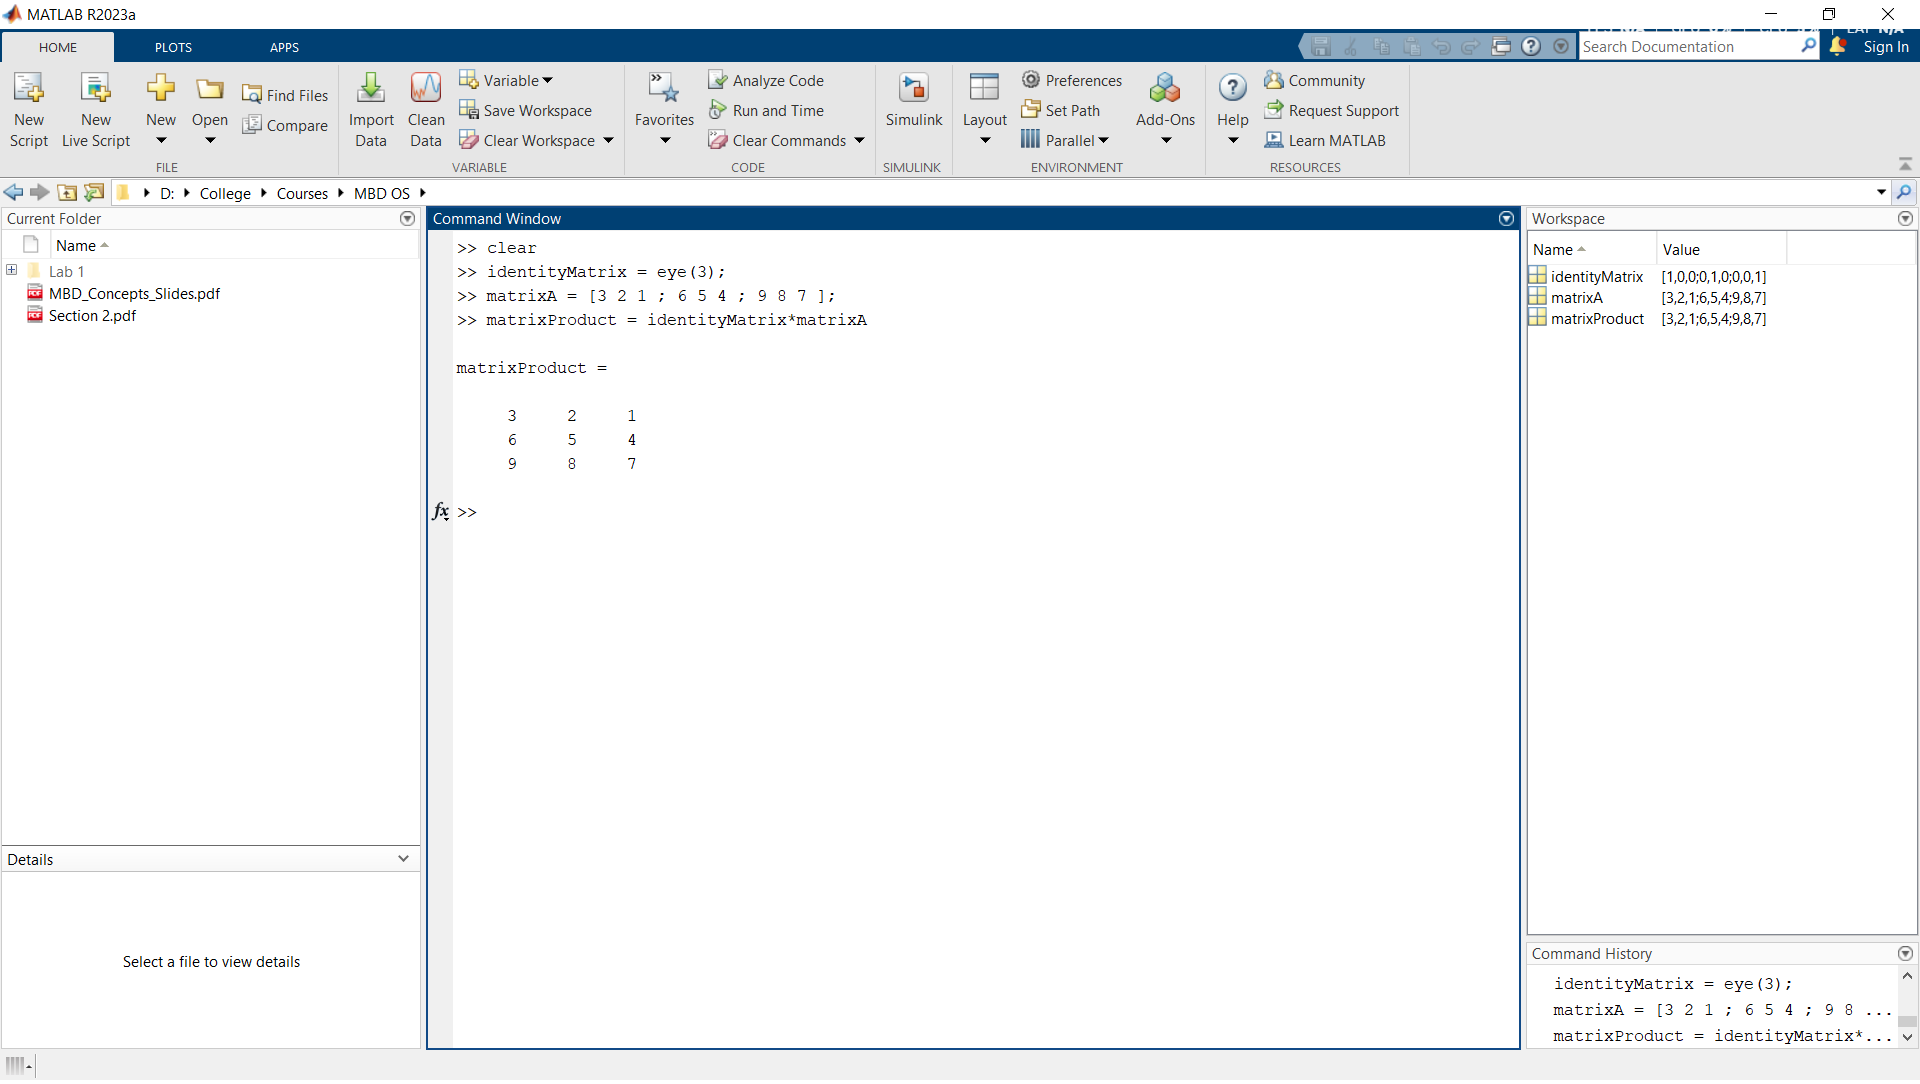 MATLAB R2023a
HOME PLOTS APPS
Search Documentation
Sign In
New Script
New Live Script
New
Open
Find Files
Compare
FILE
Import Data
Clean Data
Variable
Save Workspace
Clear Workspace
VARIABLE
Favorites
Analyze Code
Run and Time
Clear Commands
CODE
Simulink
SIMULINK
Layout
Preferences
Set Path
Parallel
Add-Ons
ENVIRONMENT
Help
Community
Request Support
Learn MATLAB
RESOURCES
D: College Courses MBD OS
Current Folder
Name
Lab 1
MBD_Concepts_Slides.pdf
Section 2.pdf
Details
Select a file to view details
Command Window
>> clear
>> identityMatrix = eye(3);
>> matrixA = [3 2 1 ; 6 5 4 ; 9 8 7 ];
>> matrixProduct = identityMatrix*matrixA
matrixProduct =
3 2 1
6 5 4
9 8 7
fx >>
Workspace
Name Value
identityMatrix [1,0,0;0,1,0;0,0,1]
matrixA [3,2,1;6,5,4;9,8,7]
matrixProduct [3,2,1;6,5,4;9,8,7]
Command History
identityMatrix = eye(3);
matrixA = [3 2 1 ; 6 5 4 ; 9 8 ...
matrixProduct = identityMatrix*...